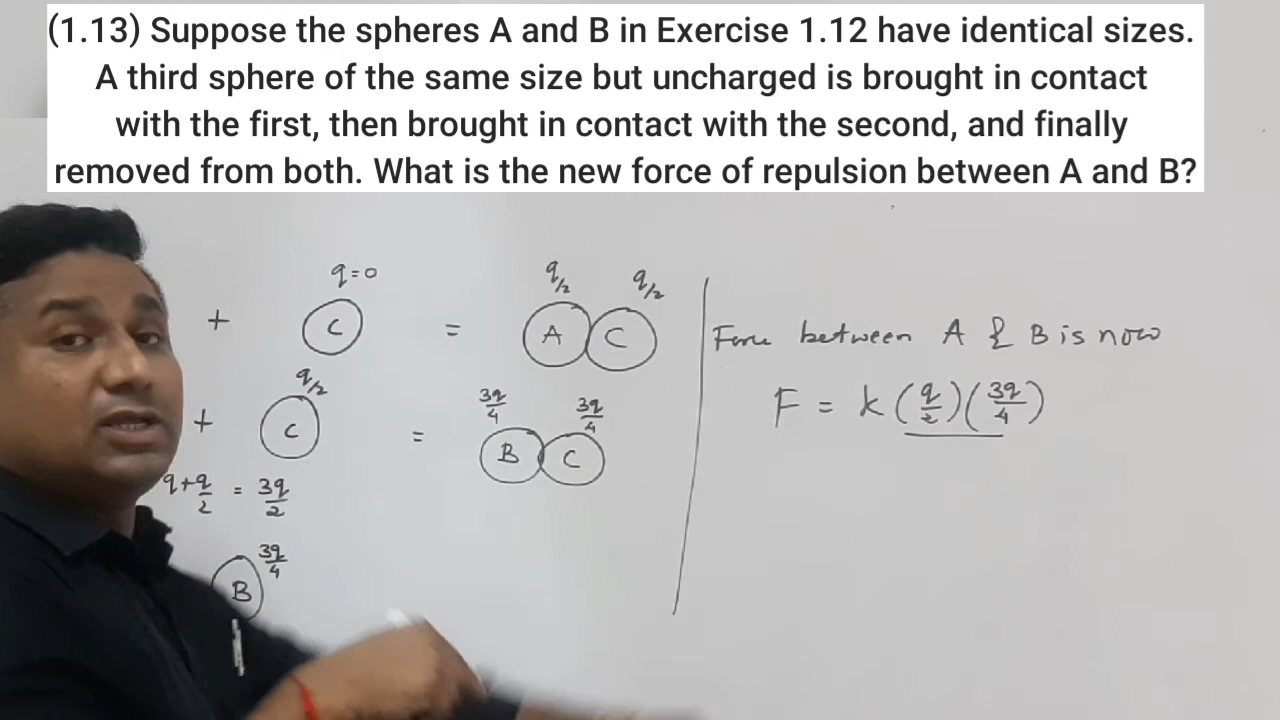 (1.13) Suppose the spheres A and B in Exercise 1.12 have identical sizes.
A third sphere of the same size but uncharged is brought in contact
with the first, then brought in contact with the second, and finally
removed from both. What is the new force of repulsion between A and B?
q=0 q/2 q/2
+ C = A C
q/2 3q/4 3q/4
+ C = B C
q+q/2 = 3q/2
3q/4
B
Force between A & B is now
F = K(q/2)(3q/4)